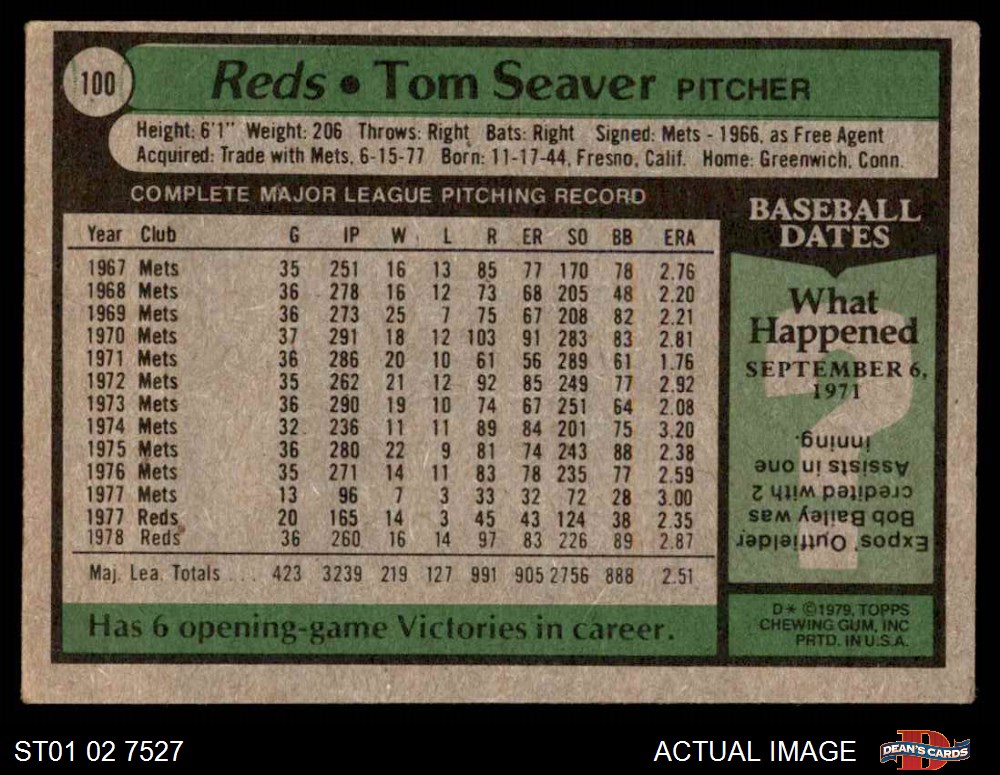 100
Reds • Tom Seaver PITCHER
Height: 6'1" Weight: 206 Throws: Right Bats: Right Signed: Mets - 1966, as Free Agent
Acquired: Trade with Mets, 6-15-77 Born: 11-17-44, Fresno, Calif. Home: Greenwich, Conn.
COMPLETE MAJOR LEAGUE PITCHING RECORD
Year Club G IP W L R ER SO BB ERA
1967 Mets 35 251 16 13 85 77 170 78 2.76
1968 Mets 36 278 16 12 73 68 205 48 2.20
1969 Mets 36 273 25 7 75 67 208 82 2.21
1970 Mets 37 291 18 12 103 91 283 83 2.81
1971 Mets 36 286 20 10 61 56 289 61 1.76
1972 Mets 35 262 21 12 92 85 249 77 2.92
1973 Mets 36 290 19 10 74 67 251 64 2.08
1974 Mets 32 236 11 11 89 84 201 75 3.20
1975 Mets 36 280 22 9 81 74 243 88 2.38
1976 Mets 35 271 14 11 83 78 235 77 2.59
1977 Mets 13 96 7 3 33 32 72 28 3.00
1977 Reds 20 165 14 3 45 43 124 38 2.35
1978 Reds 36 260 16 14 97 83 226 89 2.87
Maj. Lea. Totals ... 423 3239 219 127 991 905 2756 888 2.51
Has 6 opening-game Victories in career.
BASEBALL
DATES
What
Happened
SEPTEMBER 6,
1971
?
Expos' Outfielder,
Bob Bailey was
credited with 2
Assists in one
inning.
D* ©1979, TOPPS
CHEWING GUM, INC
PRTD. IN U.S.A.
ST01 02 7527
ACTUAL IMAGE
DEAN'S CARDS